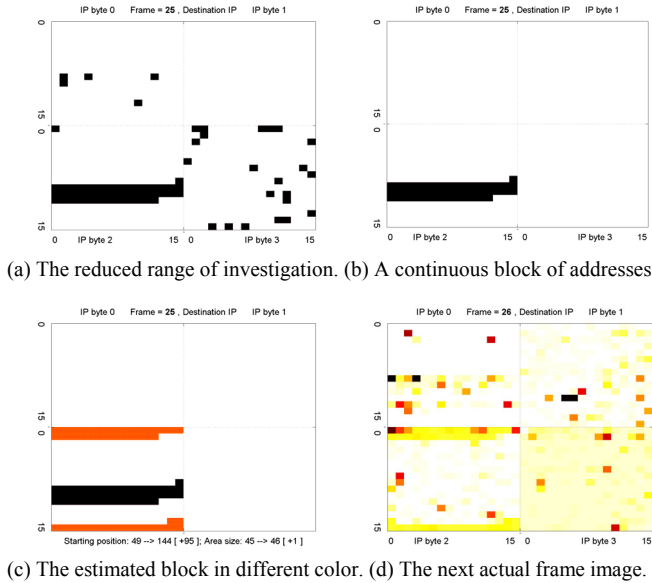 IP byte 0 Frame = 25 , Destination IP IP byte 1
IP byte 0 Frame = 25 , Destination IP IP byte 1
0
15
0
15
0 IP byte 2 15 0 IP byte 3 15
0
15
0
15
0 IP byte 2 15 0 IP byte 3 15
(a) The reduced range of investigation. (b) A continuous block of addresses
IP byte 0 Frame = 25 , Destination IP IP byte 1
IP byte 0 Frame = 26 , Destination IP IP byte 1
0
15
0
15
Starting position: 49 --> 144 [ +95 ]; Area size: 45 --> 46 [ +1 ]
0
15
0
15
0 IP byte 2 15 0 IP byte 3 15
(c) The estimated block in different color. (d) The next actual frame image.